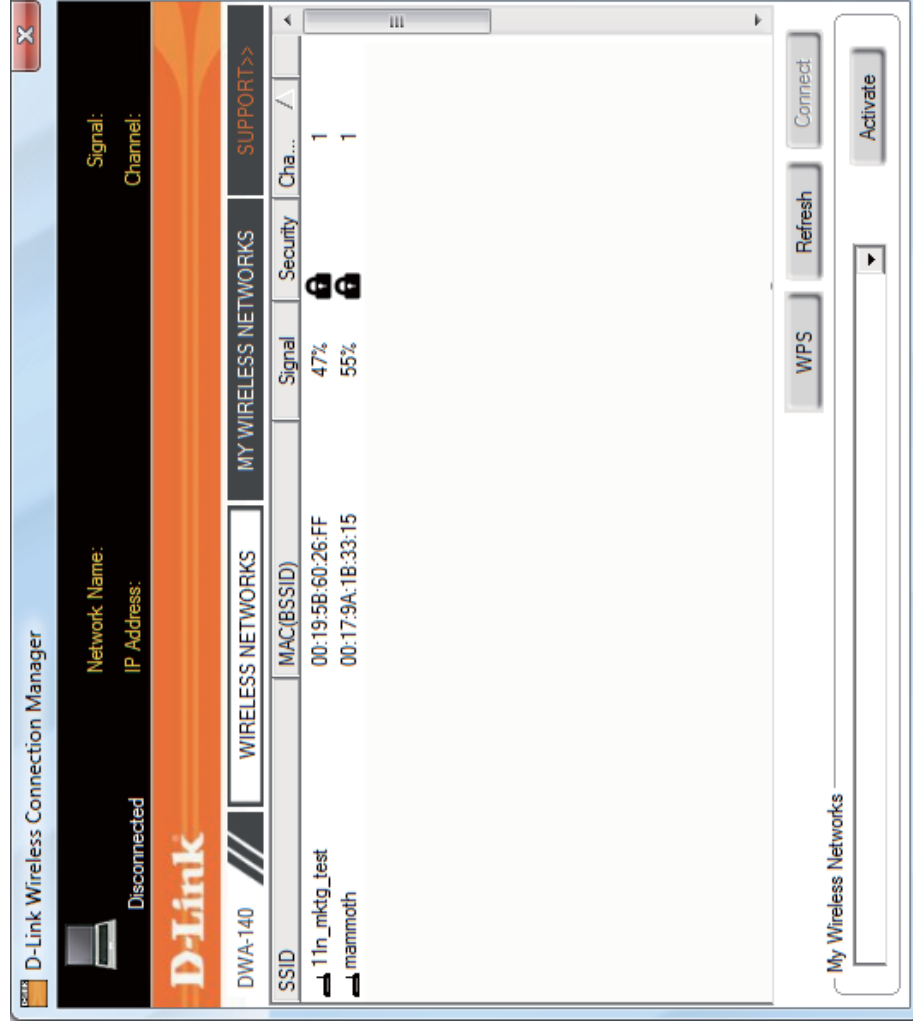 D-Link Wireless Connection Manager
Network Name: Signal:
Disconnected IP Address: Channel:
D-Link
DWA-140 WIRELESS NETWORKS MY WIRELESS NETWORKS SUPPORT>>
SSID MAC(BSSID) Signal Security Cha...
11n_mktg_test 00:19:5B:60:26:FF 47% 1
mammoth 00:17:9A:1B:33:15 55% 1
WPS Refresh Connect
My Wireless Networks
Activate